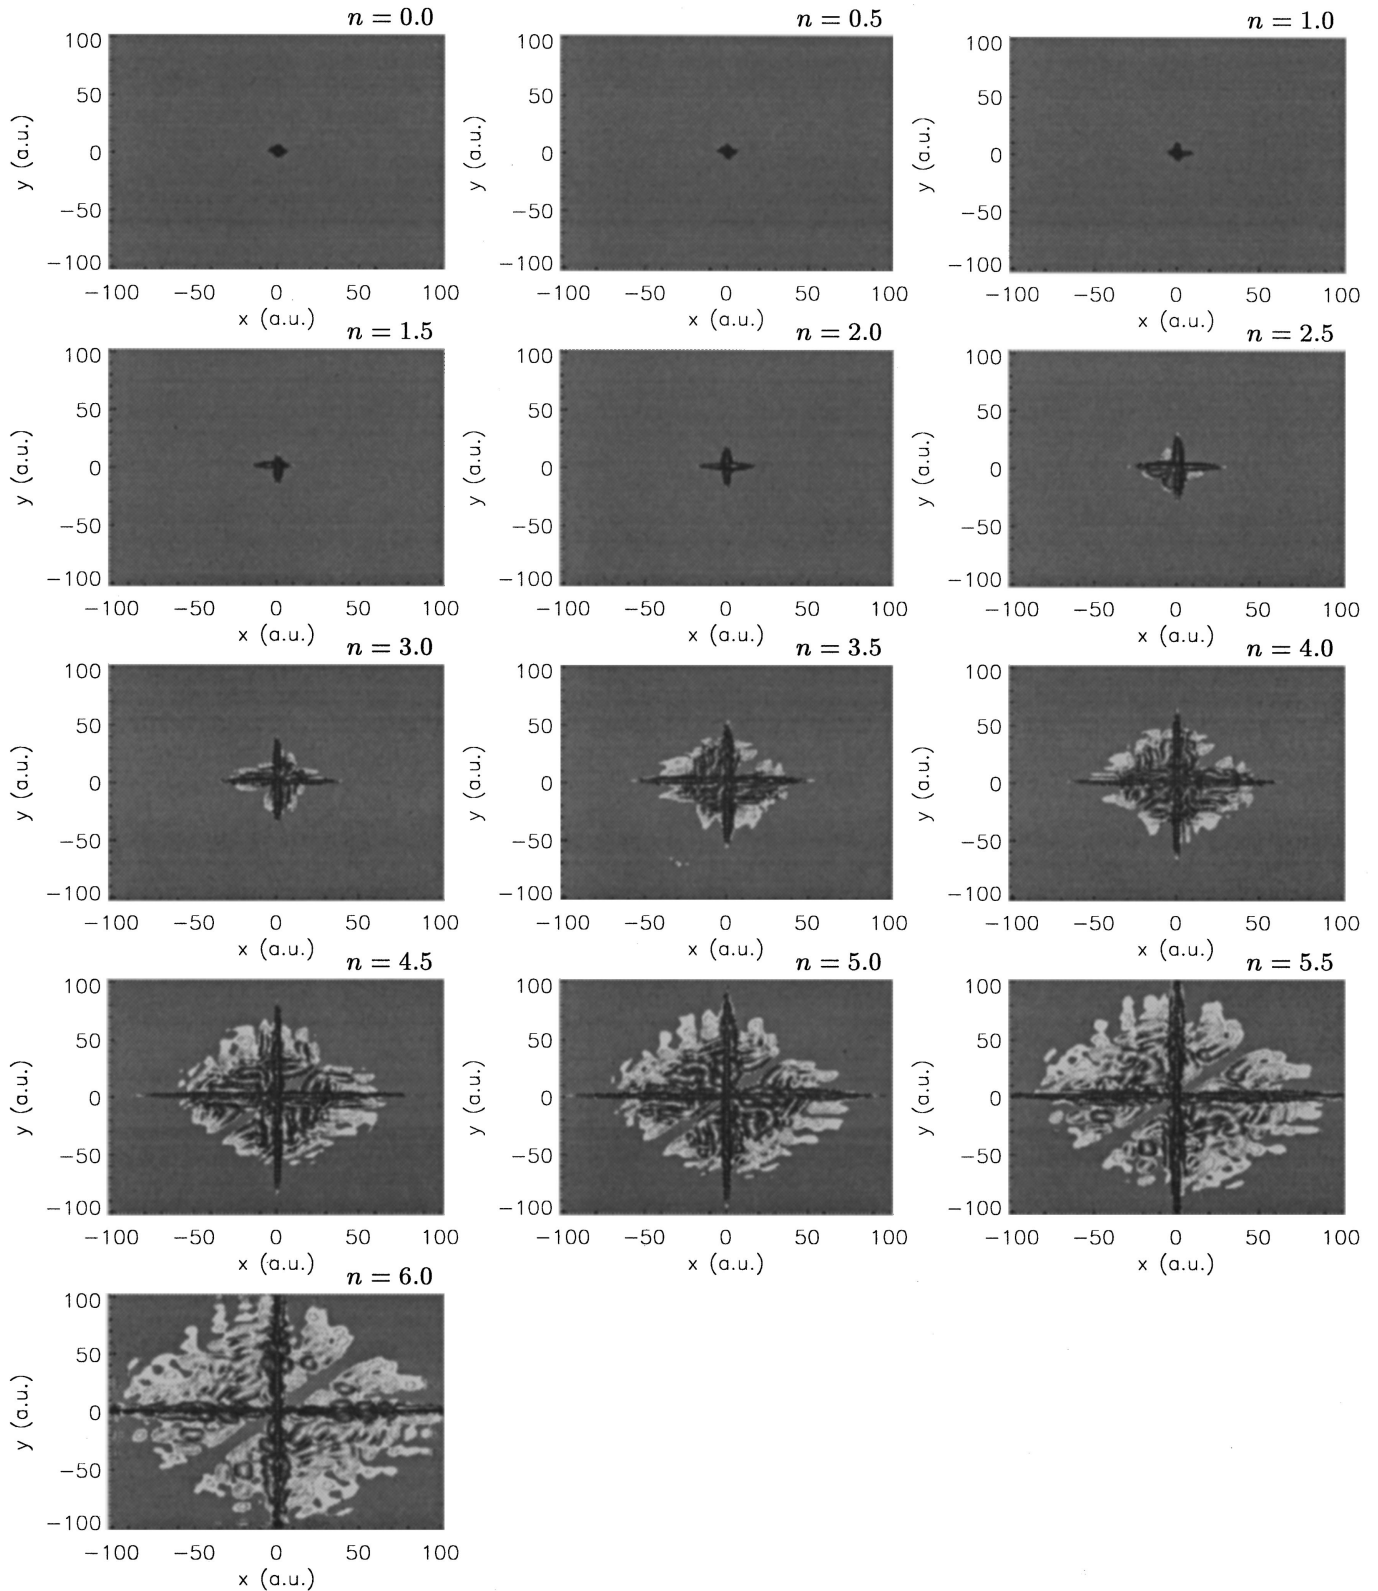 n = 0.0 n = 0.5 n = 1.0
100 100 100
50 50 50
y (a.u.) 0 y (a.u.) 0 y (a.u.) 0
−50 −50 −50
−100 −100 −100
−100 −50 0 50 100 −100 −50 0 50 100 −100 −50 0 50 100
x (a.u.) x (a.u.) x (a.u.)
n = 1.5 n = 2.0 n = 2.5
100 100 100
50 50 50
y (a.u.) 0 y (a.u.) 0 y (a.u.) 0
−50 −50 −50
−100 −100 −100
−100 −50 0 50 100 −100 −50 0 50 100 −100 −50 0 50 100
x (a.u.) x (a.u.) x (a.u.)
n = 3.0 n = 3.5 n = 4.0
100 100 100
50 50 50
y (a.u.) 0 y (a.u.) 0 y (a.u.) 0
−50 −50 −50
−100 −100 −100
−100 −50 0 50 100 −100 −50 0 50 100 −100 −50 0 50 100
x (a.u.) x (a.u.) x (a.u.)
n = 4.5 n = 5.0 n = 5.5
100 100 100
50 50 50
y (a.u.) 0 y (a.u.) 0 y (a.u.) 0
−50 −50 −50
−100 −100 −100
−100 −50 0 50 100 −100 −50 0 50 100 −100 −50 0 50 100
x (a.u.) x (a.u.) x (a.u.)
n = 6.0
100
50
y (a.u.) 0
−50
−100
−100 −50 0 50 100
x (a.u.)